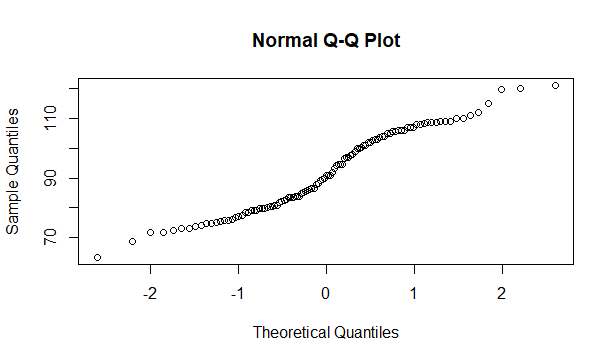 Normal Q-Q Plot
Sample Quantiles
110
90
70
-2 -1 0 1 2
Theoretical Quantiles